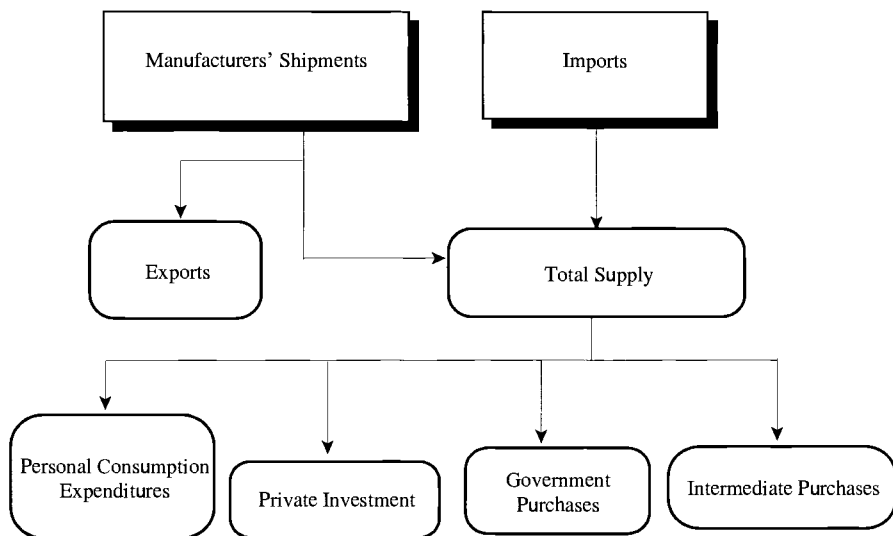 Manufacturers' Shipments
Imports
Exports
Total Supply
Personal Consumption
Expenditures
Private Investment
Government
Purchases
Intermediate Purchases